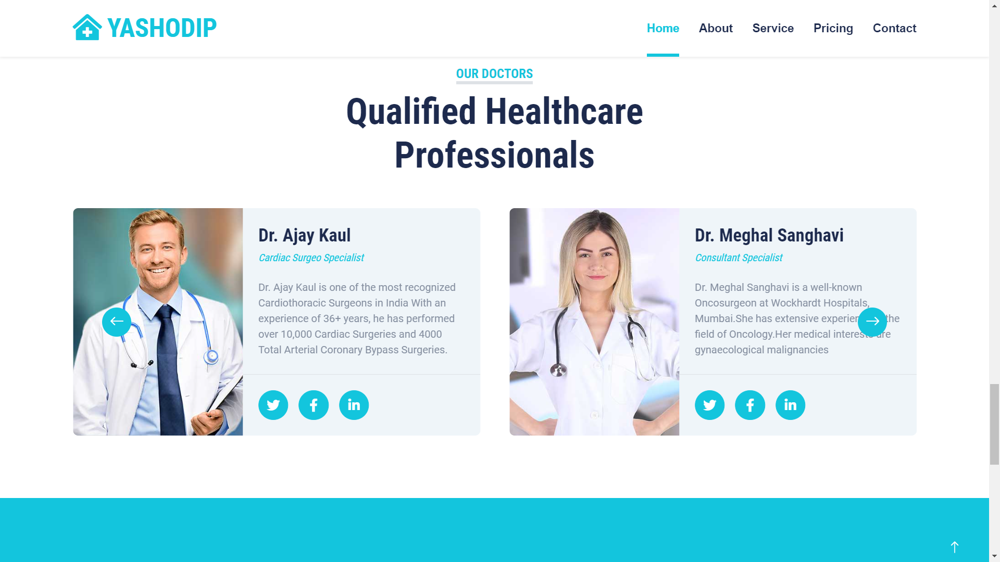 YASHODIP
Home
About
Service
Pricing
Contact
OUR DOCTORS
Qualified Healthcare
Professionals
Dr. Ajay Kaul
Cardiac Surgeo Specialist
Dr. Ajay Kaul is one of the most recognized
Cardiothoracic Surgeons in India With an
experience of 36+ years, he has performed
over 10,000 Cardiac Surgeries and 4000
Total Arterial Coronary Bypass Surgeries.
in
Dr. Meghal Sanghavi
Consultant Specialist
Dr. Meghal Sanghavi is a well-known
Oncosurgeon at Wockhardt Hospitals,
Mumbai.She has extensive the
field of Oncology.Her medical interests are
gynaecological malignancies
in